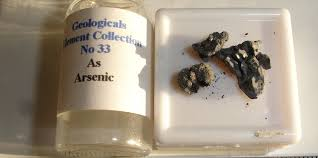 Geologicals
Element Collection
No 33
As
Arsenic